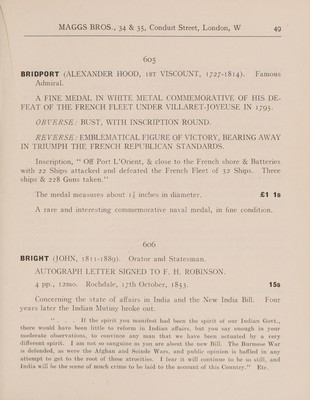 MAGGS BROS., 34 & 35, Conduit Street, London, W 49
605
BRIDPORT (ALEXANDER HOOD, 1ST VISCOUNT, 1727-1814). Famous
Admiral.
A FINE MEDAL IN WHITE METAL COMMEMORATIVE OF HIS DE-
FEAT OF THE FRENCH FLEET UNDER VILLARET-JOYEUSE IN 1795.
OBVERSE: BUST, WITH INSCRIPTION ROUND.
REVERSE: EMBLEMATICAL FIGURE OF VICTORY, BEARING AWAY
IN TRIUMPH THE FRENCH REPUBLICAN STANDARDS.
Inscription, " Off Port L'Orient, & close to the French shore & Batteries
with 22 Ships attacked and defeated the French Fleet of 32 Ships. Three
ships & 228 Guns taken."
The medal measures about inches in diameter. £1 1s
A rare and interesting commemorative naval medal, in fine condition.
606
BRIGHT (JOHN, 1811-1889). Orator and Statesman.
AUTOGRAPH LETTER SIGNED TO F. H. ROBINSON.
4 pp., 12mo. Rochdale, 17th October, 1853. 15s
Concerning the state of affairs in India and the New India Bill. Four
years later the Indian Mutiny broke out.
" . . . If the spirit you manifest had been the spirit of our Indian Govt.,
there would have been little to reform in Indian affairs, but you say enough in your
moderate observations, to convince any man that we have been actuated by a very
different spirit. I am not so sanguine as you are about the new Bill. The Burmese War
is defended, as were the Afghan and Scinde Wars, and public opinion is baffled in any
attempt to get to the root of these atrocities. I fear it will continue to be so still, and
India will be the scene of much crime to be laid to the account of this Country." Etc.